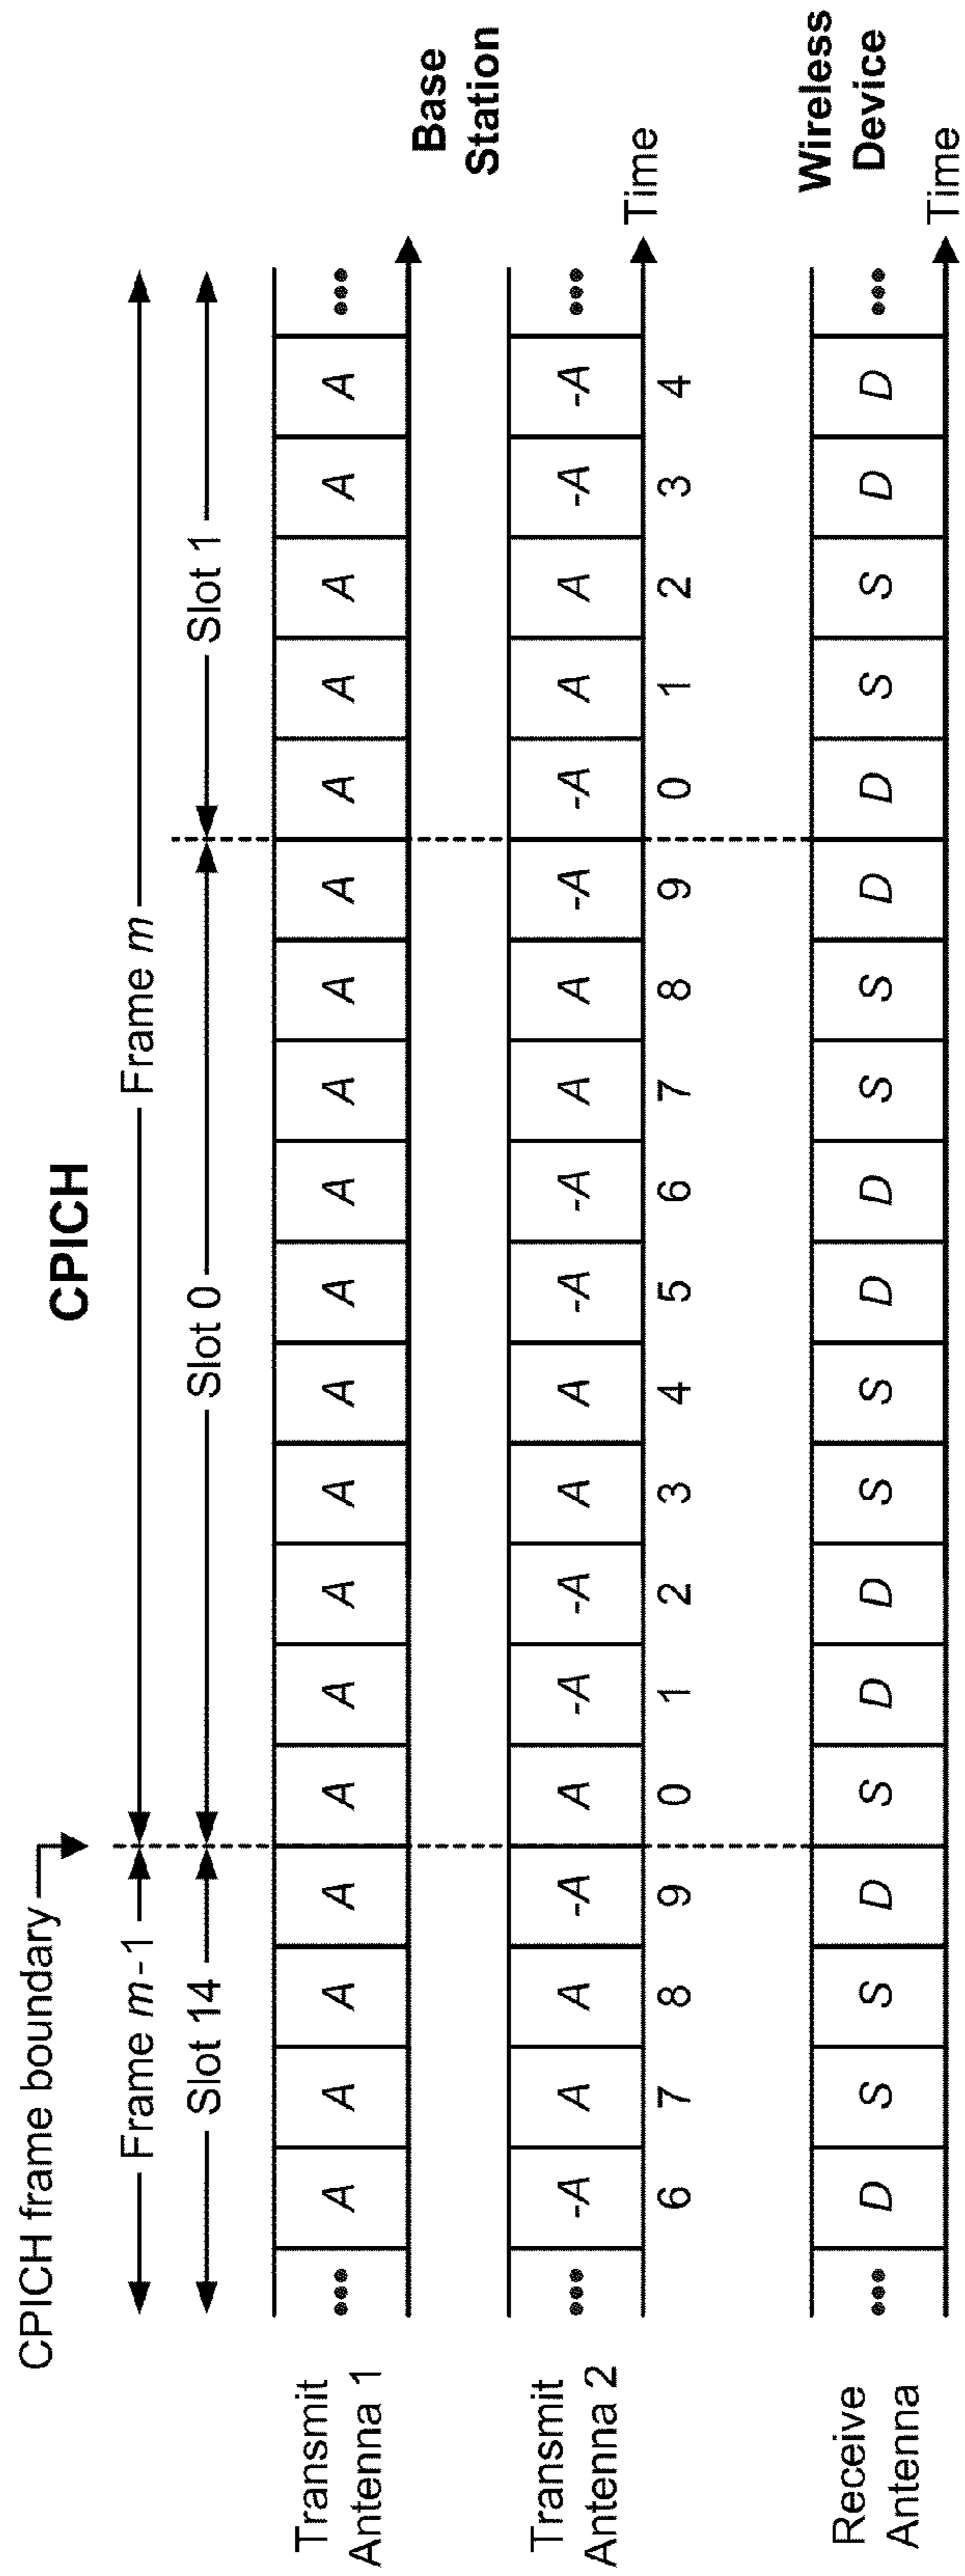 CPICH
CPICH frame boundary
Frame m-1
Frame m
Slot 14
Slot 0
Slot 1
Transmit
Antenna 1
••• A A A A A A A A A A A A A A A A A A A •••
Base
Station
Transmit
Antenna 2
••• -A A A -A A -A -A A A -A -A A A -A -A A A -A -A •••
Time
6 7 8 9 0 1 2 3 4 5 6 7 8 9 0 1 2 3 4
Wireless
Device
Receive
Antenna
••• D S S D S D D S S D D S S D D S S D D •••
Time